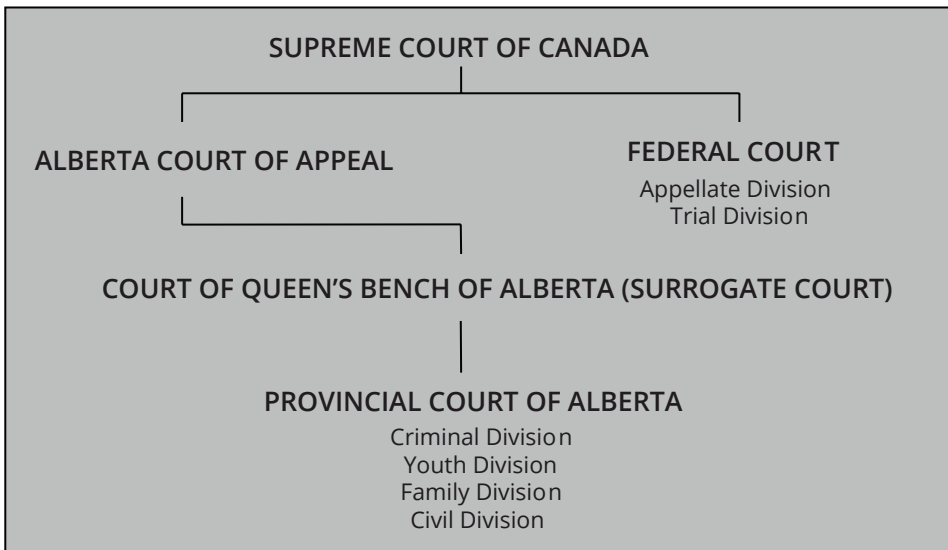 SUPREME COURT OF CANADA
ALBERTA COURT OF APPEAL
FEDERAL COURT
Appellate Division
Trial Division
COURT OF QUEEN’S BENCH OF ALBERTA (SURROGATE COURT)
PROVINCIAL COURT OF ALBERTA
Criminal Division
Youth Division
Family Division
Civil Division